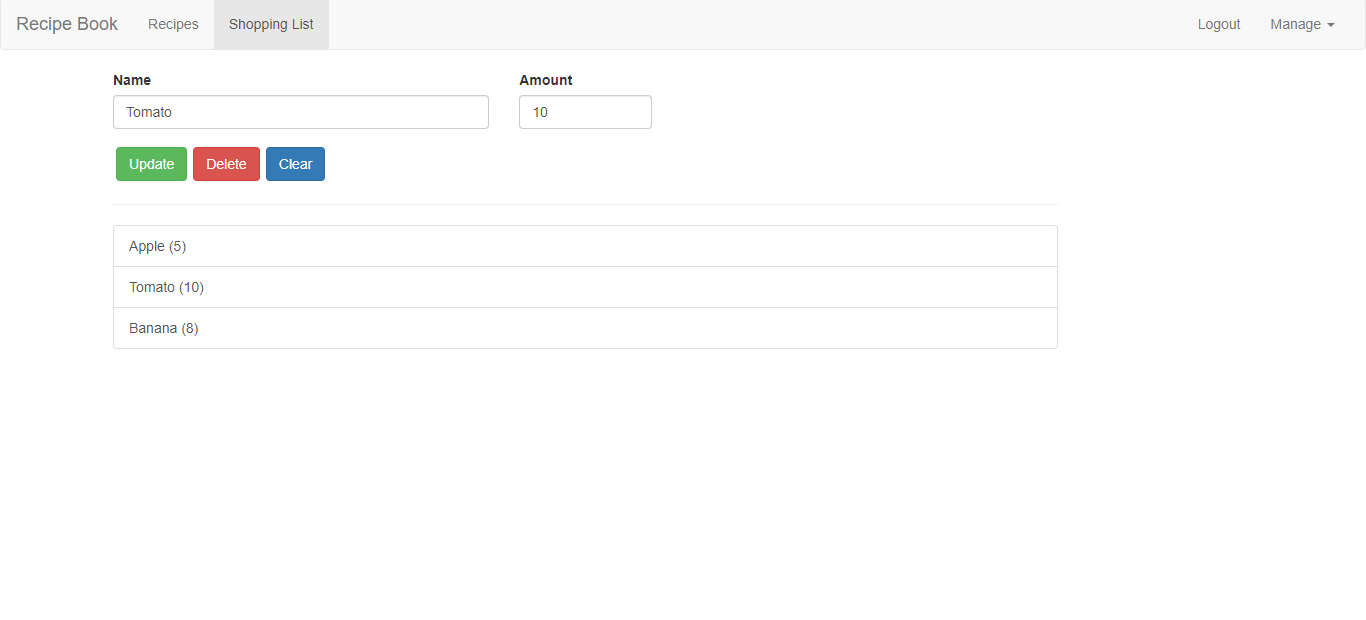 Recipe Book Recipes Shopping List Logout Manage
Name Amount
Tomato 10
Update Delete Clear
Apple (5)
Tomato (10)
Banana (8)